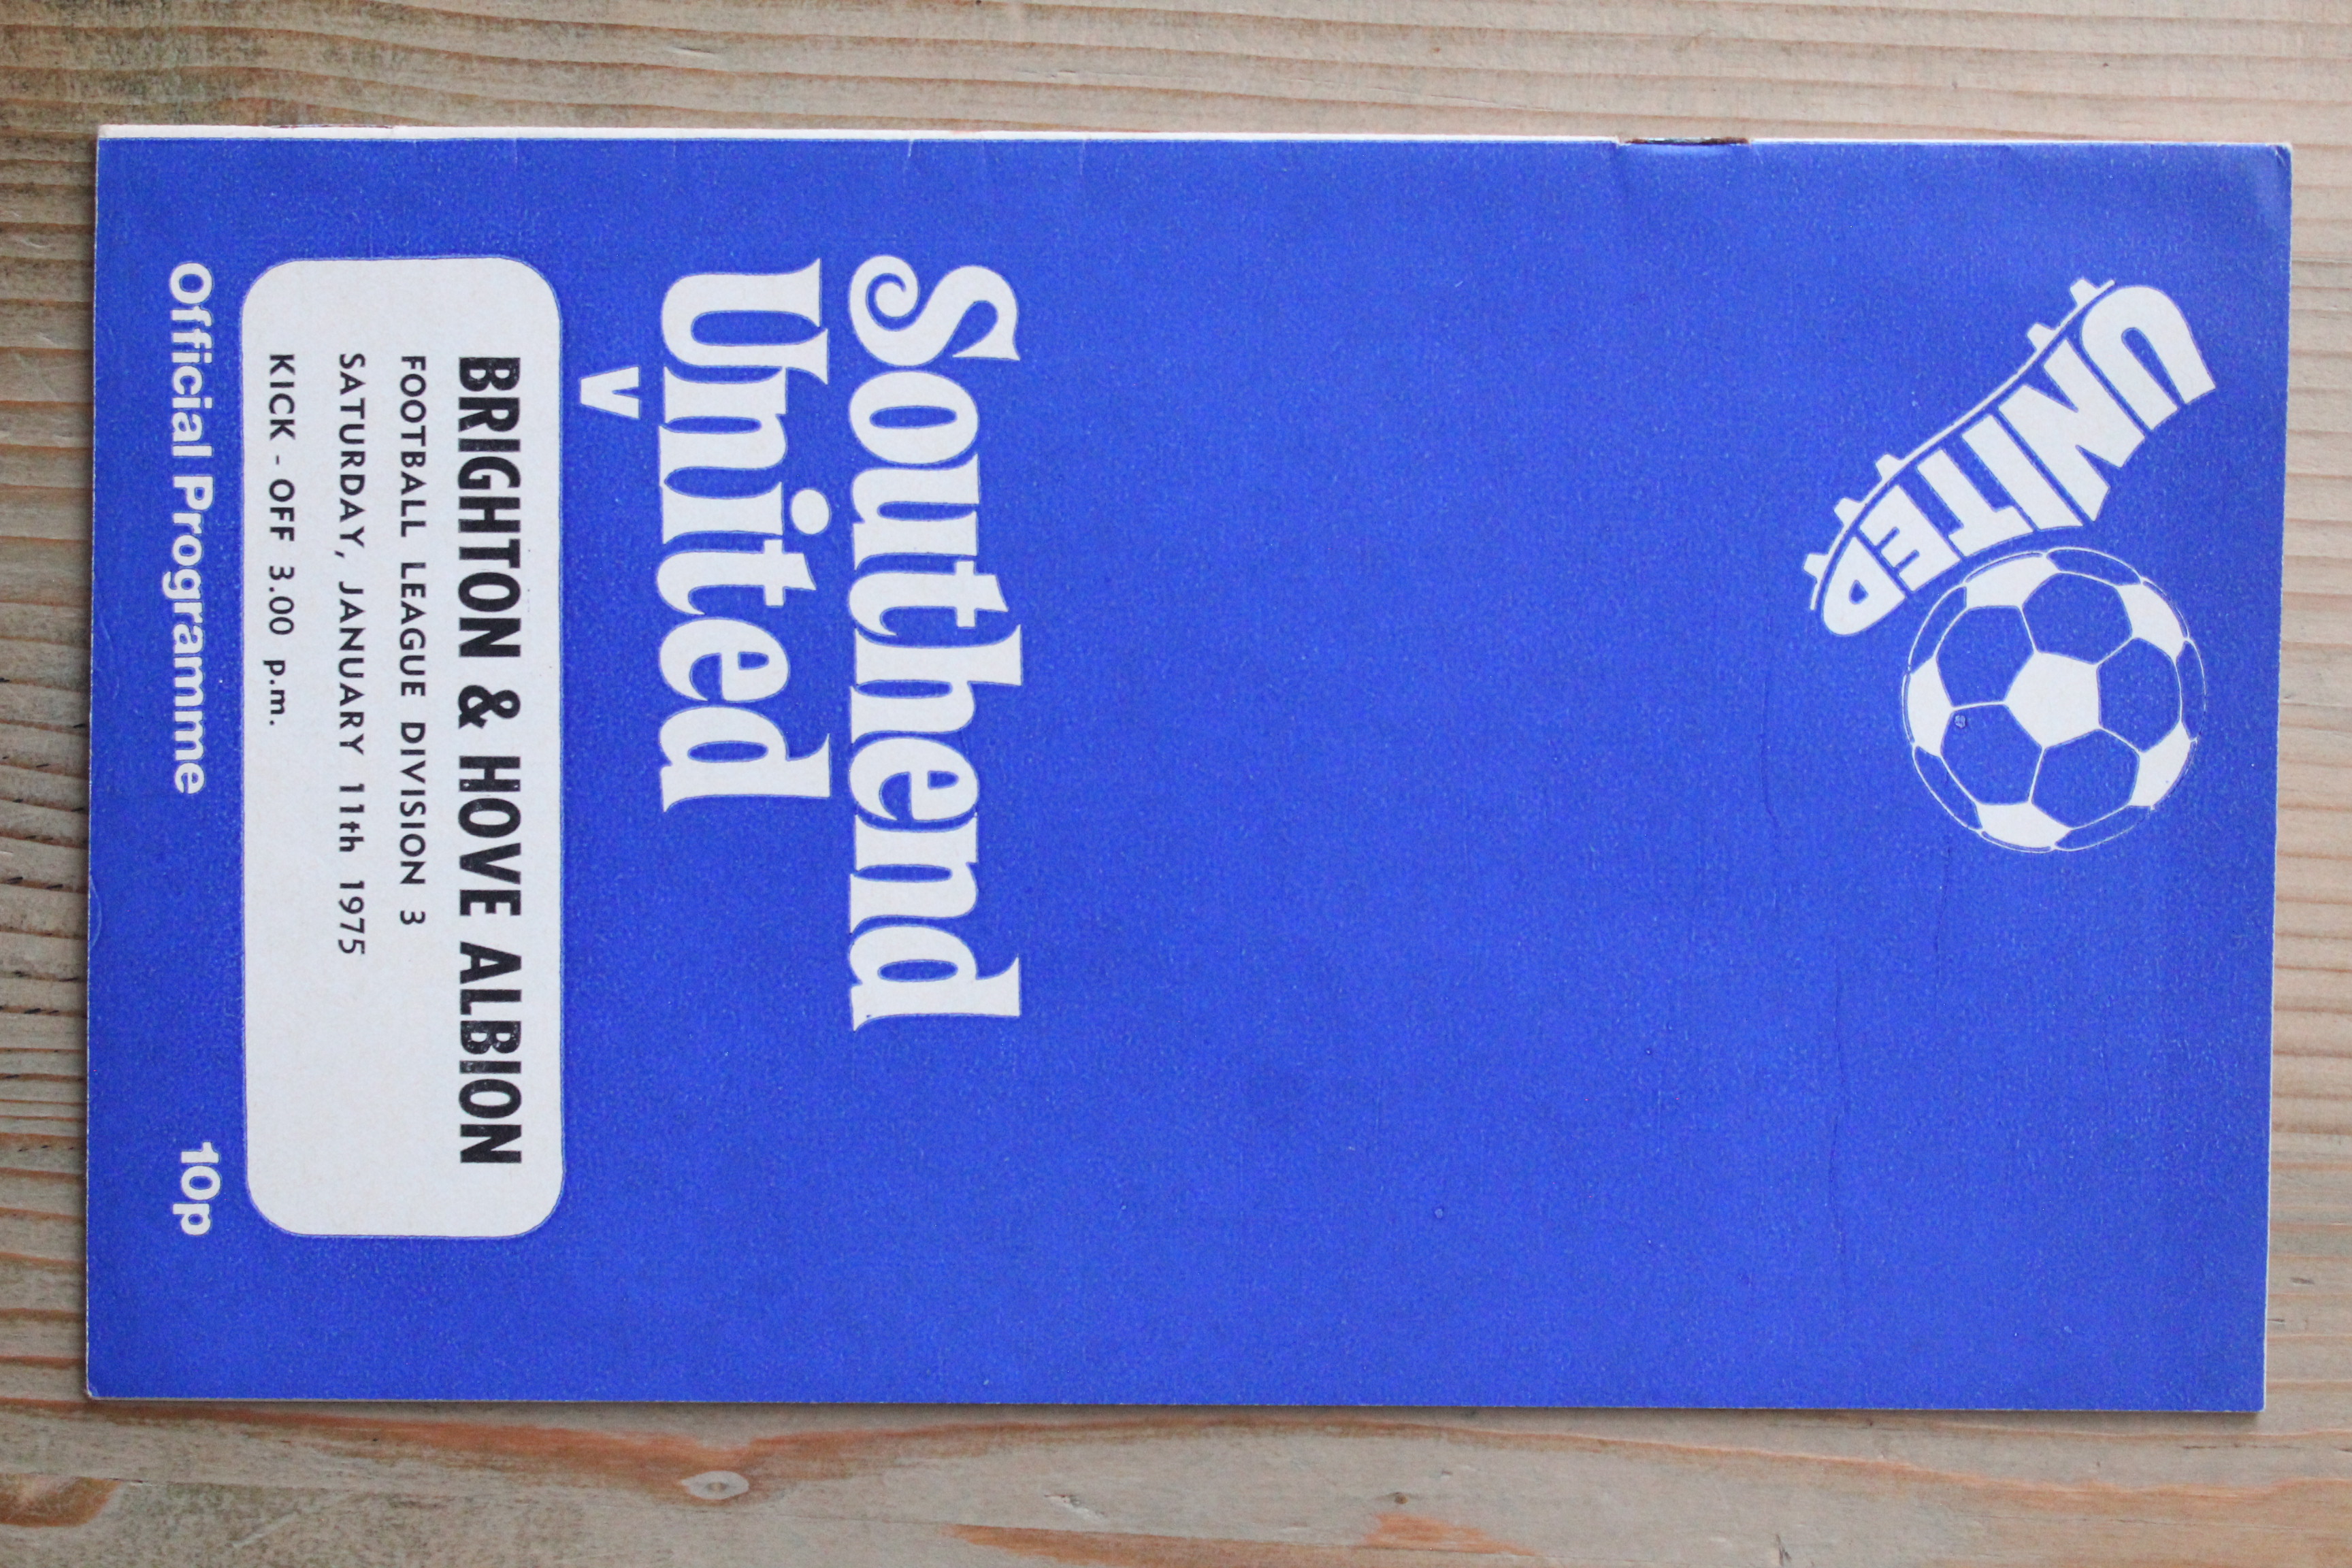 UNITED
Southend
United
v
BRIGHTON & HOVE ALBION
FOOTBALL LEAGUE DIVISION 3
SATURDAY, JANUARY 11th 1975
KICK - OFF 3.00 p.m.
Official Programme 10p